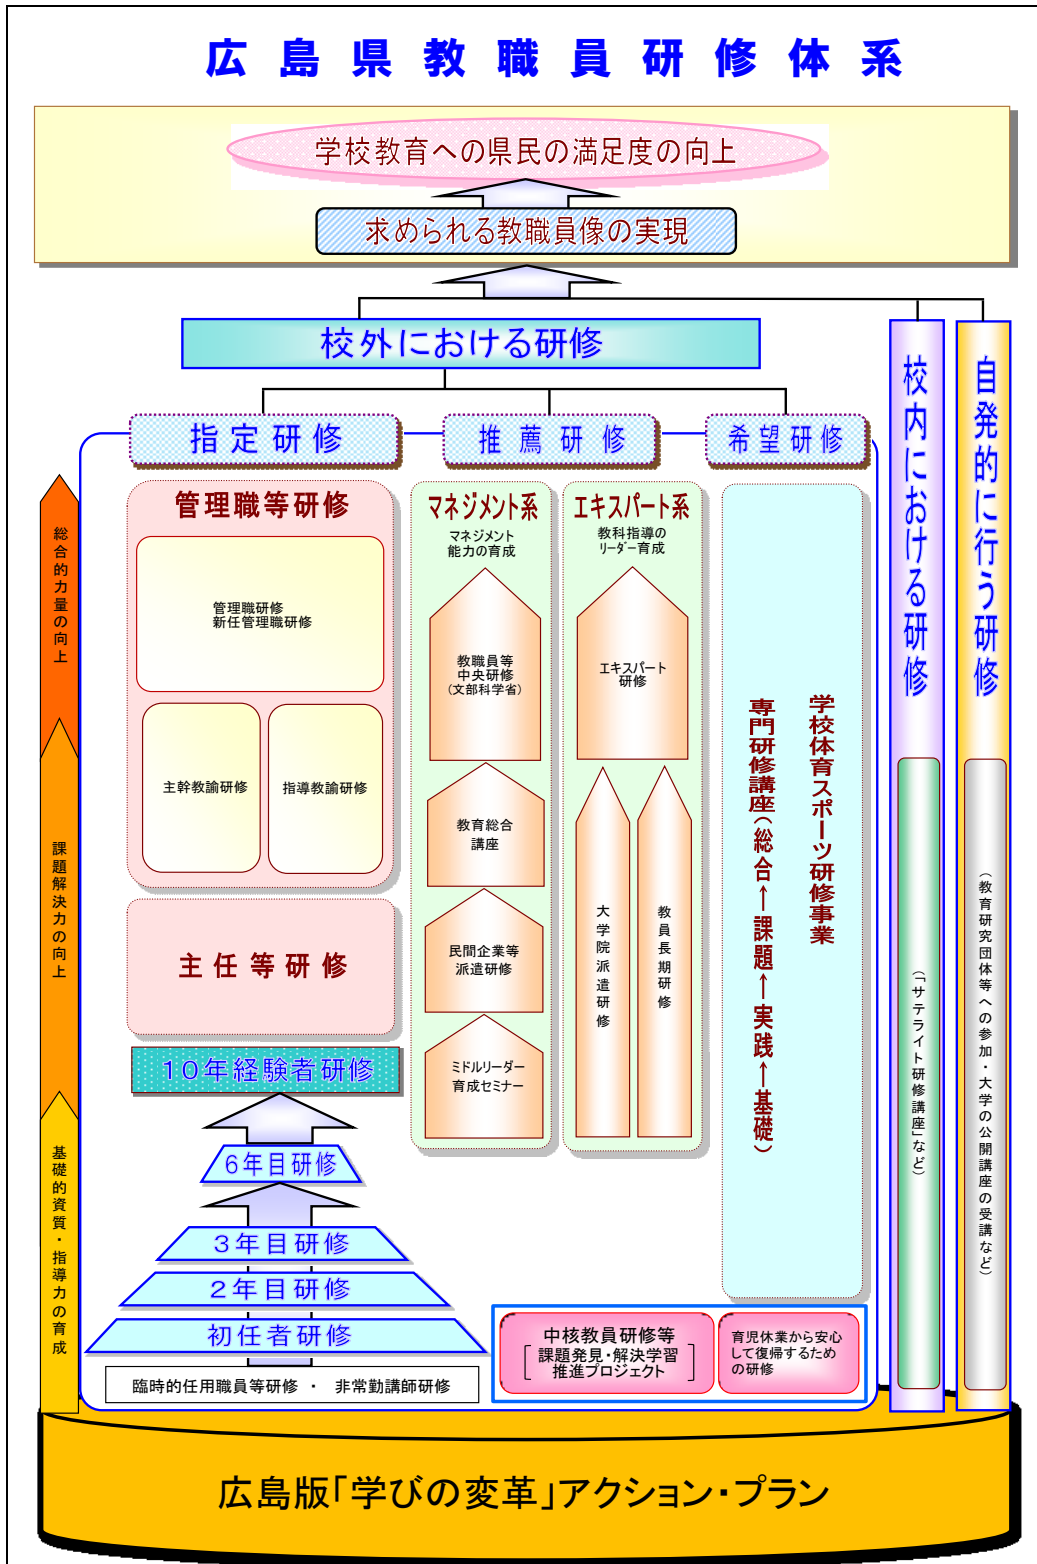 広島県教職員研修体系
学校教育への県民の満足度の向上
求められる教職員像の実現
校外における研修
指定研修
推薦研修
希望研修
管理職等研修
管理職研修
新任管理職研修
主幹教諭研修
指導教諭研修
主任等研修
10年経験者研修
6年目研修
3年目研修
2年目研修
初任者研修
臨時的任用職員等研修 ・ 非常勤講師研修
マネジメント系
マネジメント
能力の育成
教職員等
中央研修
(文部科学省)
教育総合
講座
民間企業等
派遣研修
ミドルリーダー
育成セミナー
エキスパート系
教科指導の
リーダー育成
エキスパート
研修
大学院派遣研修
教員長期研修
学校体育スポーツ研修事業
専門研修講座(総合←課題←実践←基礎)
中核教員研修等
[課題発見・解決学習
推進プロジェクト]
育児休業から安心
して復帰するため
の研修
校内における研修
(「サテライト研修講座」など)
自発的に行う研修
(教育研究団体等への参加・大学の公開講座の受講など)
総合的力量の向上
課題解決力の向上
基礎的資質・指導力の育成
広島版「学びの変革」アクション・プラン